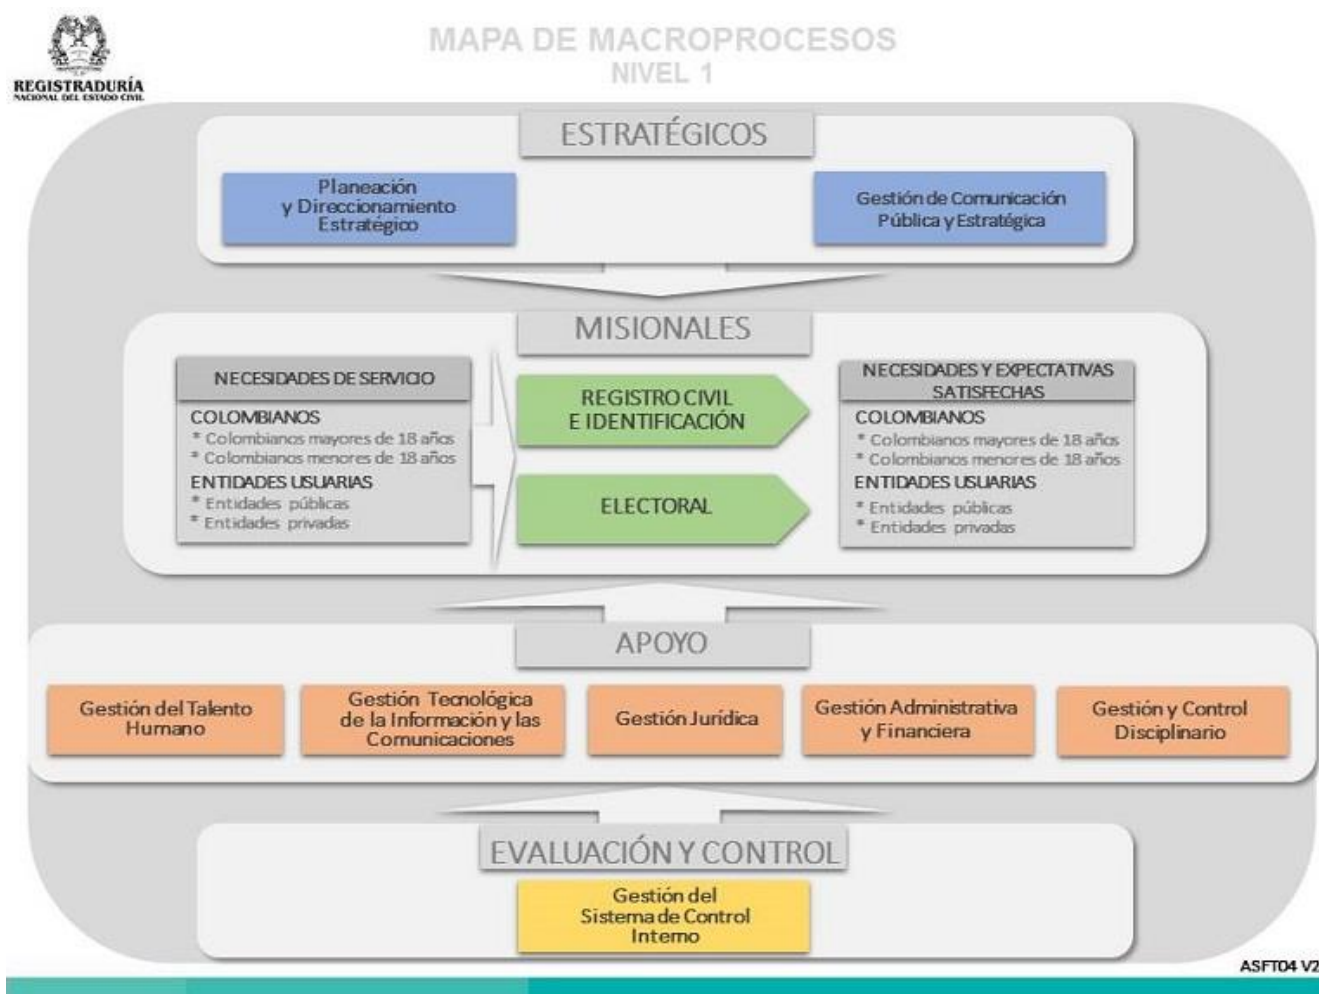 REGISTRADURÍA
NACIONAL DEL ESTADO CIVIL
MAPA DE MACROPROCESOS
NIVEL 1
ESTRATÉGICOS
Planeación
y Direccionamiento
Estratégico
Gestión de Comunicación
Pública y Estratégica
MISIONALES
NECESIDADES DE SERVICIO
COLOMBIANOS
* Colombianos mayores de 18 años
* Colombianos menores de 18 años
ENTIDADES USUARIAS
* Entidades públicas
* Entidades privadas
REGISTRO CIVIL
E IDENTIFICACIÓN
ELECTORAL
NECESIDADES Y EXPECTATIVAS
SATISFECHAS
COLOMBIANOS
* Colombianos mayores de 18 años
* Colombianos menores de 18 años
ENTIDADES USUARIAS
* Entidades públicas
* Entidades privadas
APOYO
Gestión del Talento
Humano
Gestión Tecnológica
de la Información y las
Comunicaciones
Gestión Jurídica
Gestión Administrativa
y Financiera
Gestión y Control
Disciplinario
EVALUACIÓN Y CONTROL
Gestión del
Sistema de Control
Interno
ASFT04 V2